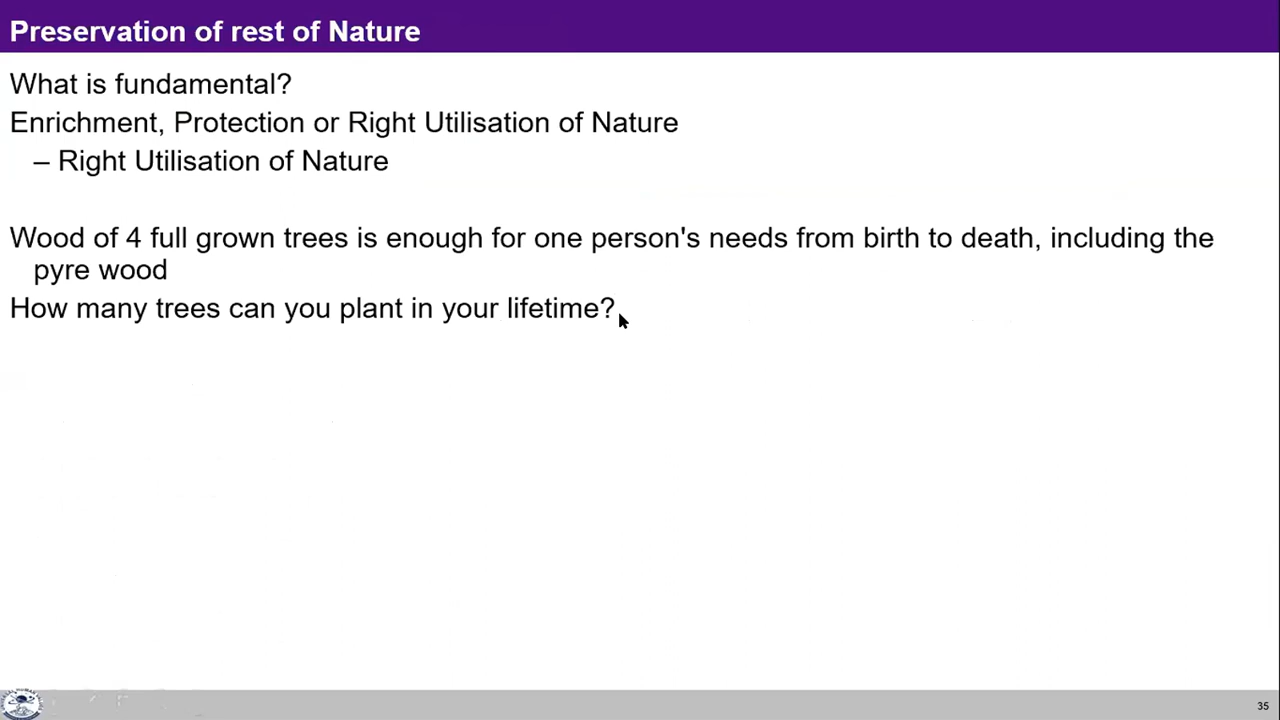 Preservation of rest of Nature
What is fundamental?
Enrichment, Protection or Right Utilisation of Nature
– Right Utilisation of Nature
Wood of 4 full grown trees is enough for one person's needs from birth to death, including the
pyre wood
How many trees can you plant in your lifetime?
35